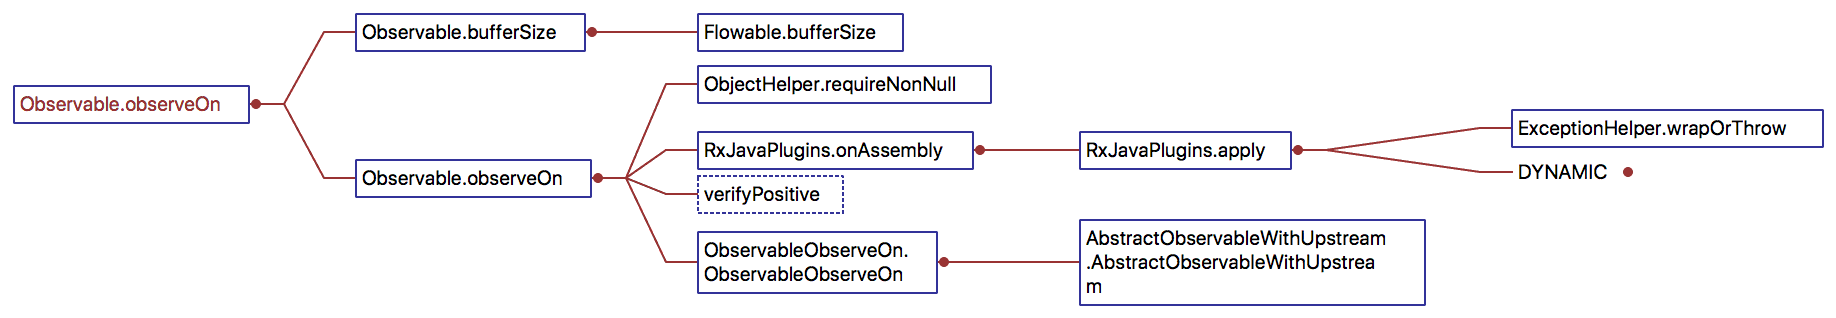 Observable.observeOn
Observable.bufferSize
Flowable.bufferSize
Observable.observeOn
ObjectHelper.requireNonNull
RxJavaPlugins.onAssembly
RxJavaPlugins.apply
ExceptionHelper.wrapOrThrow
DYNAMIC
verifyPositive
ObservableObserveOn.
ObservableObserveOn
AbstractObservableWithUpstream
.AbstractObservableWithUpstrea
m